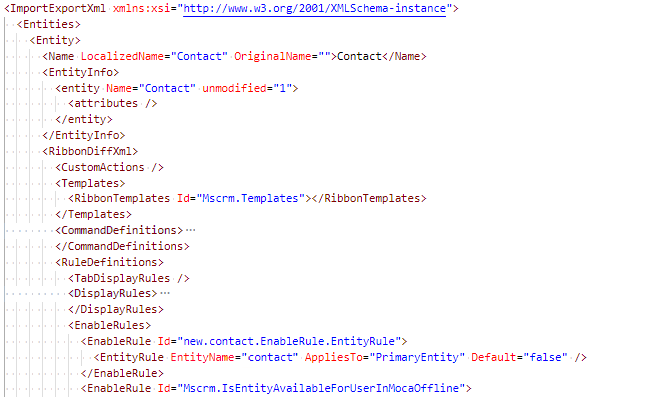 <ImportExportXml xmlns:xsi="http://www.w3.org/2001/XMLSchema-instance">
<Entities>
<Entity>
<Name LocalizedName="Contact" OriginalName="">Contact</Name>
<EntityInfo>
<entity Name="Contact" unmodified="1">
<attributes />
</entity>
</EntityInfo>
<RibbonDiffXml>
<CustomActions />
<Templates>
<RibbonTemplates Id="Mscrm.Templates"></RibbonTemplates>
</Templates>
<CommandDefinitions>…
</CommandDefinitions>
<RuleDefinitions>
<TabDisplayRules />
<DisplayRules>…
</DisplayRules>
<EnableRules>
<EnableRule Id="new.contact.EnableRule.EntityRule">
<EntityRule EntityName="contact" AppliesTo="PrimaryEntity" Default="false" />
</EnableRule>
<EnableRule Id="Mscrm.IsEntityAvailableForUserInMocaOffline">